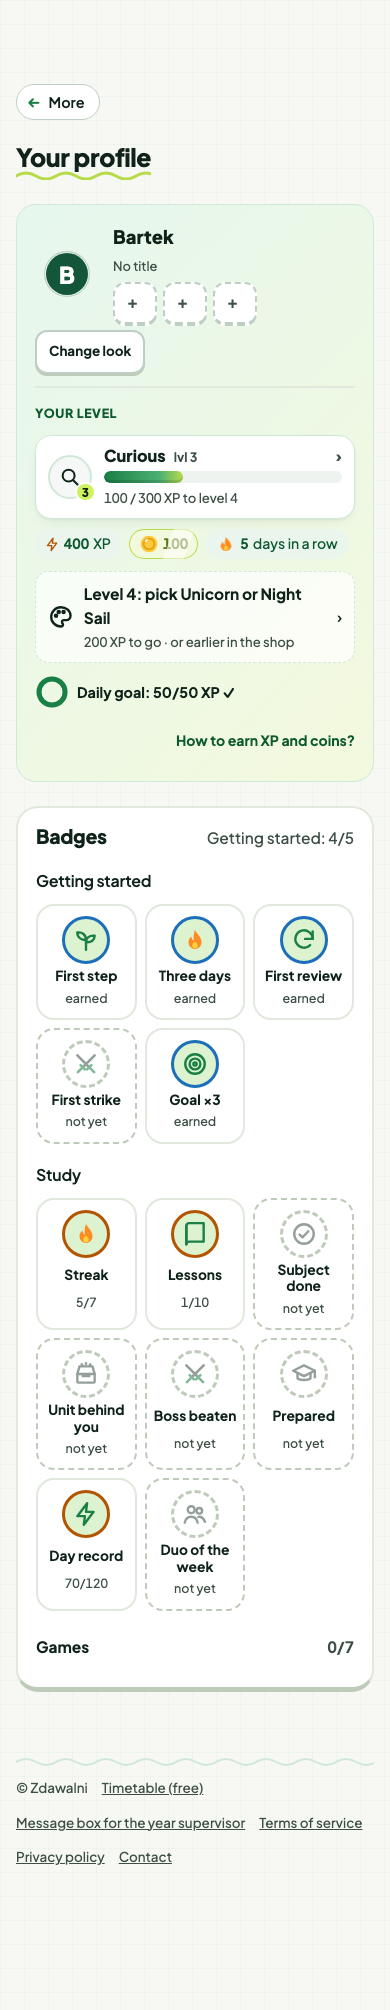 ← More
Your profile
B
Bartek
No title
+ + +
Change look
YOUR LEVEL
Curious lvl 3 ›
3
100 / 300 XP to level 4
400 XP 100 5 days in a row
Level 4: pick Unicorn or Night
Sail ›
200 XP to go · or earlier in the shop
Daily goal: 50/50 XP ✓
How to earn XP and coins?
Badges Getting started: 4/5
Getting started
First step Three days First review
earned earned earned
First strike Goal ×3
not yet earned
Study
Streak Lessons Subject done
5/7 1/10 not yet
Unit behind you Boss beaten Prepared
not yet not yet not yet
Day record Duo of the week
70/120 not yet
Games 0/7
© Zdawalni Timetable (free)
Message box for the year supervisor Terms of service
Privacy policy Contact